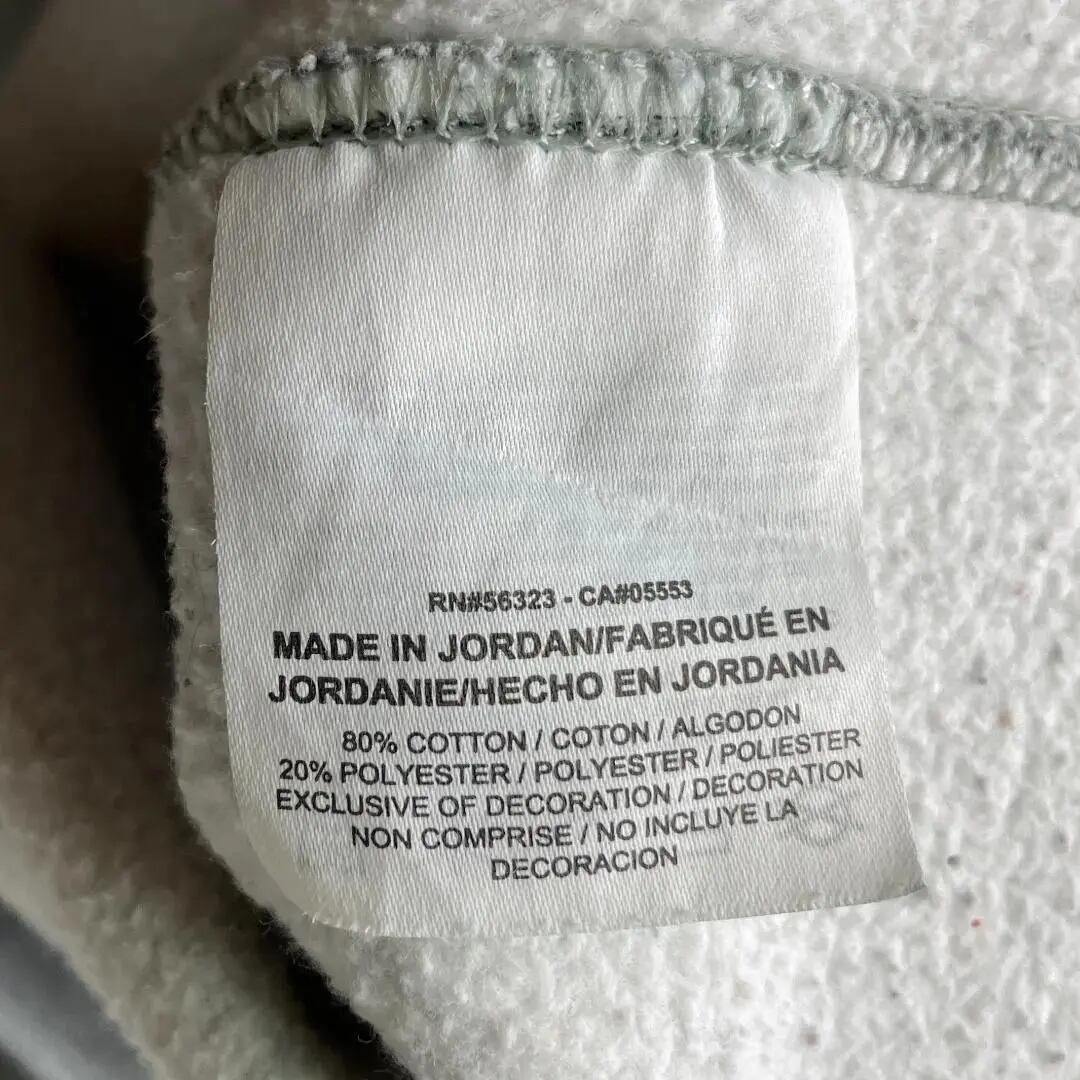 RN#56323 - CA#05553
MADE IN JORDAN/FABRIQUÉ EN
JORDANIE/HECHO EN JORDANIA
80% COTTON / COTON / ALGODON
20% POLYESTER / POLYESTER / POLIESTER
EXCLUSIVE OF DECORATION / DECORATION
NON COMPRISE / NO INCLUYE LA
DECORACION